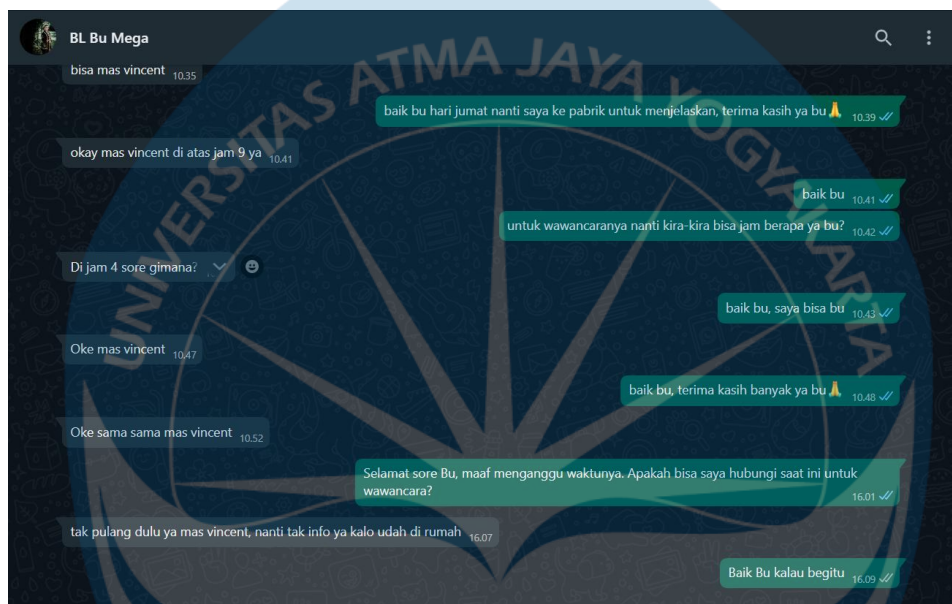 BL Bu Mega
bisa mas vincent 10.35
baik bu hari jumat nanti saya ke pabrik untuk menjelaskan, terima kasih ya bu🙏 10.39
okay mas vincent di atas jam 9 ya 10.41
baik bu 10.41
untuk wawancaranya nanti kira-kira bisa jam berapa ya bu? 10.42
Di jam 4 sore gimana?
baik bu, saya bisa bu 10.43
Oke mas vincent 10.47
baik bu, terima kasih banyak ya bu🙏 10.48
Oke sama sama mas vincent 10.52
Selamat sore Bu, maaf menganggu waktunya. Apakah bisa saya hubungi saat ini untuk
wawancara? 16.01
tak pulang dulu ya mas vincent, nanti tak info ya kalo udah di rumah 16.07
Baik Bu kalau begitu 16.09
UNIVERSITAS ATMA JAYA YOGYAKARTA